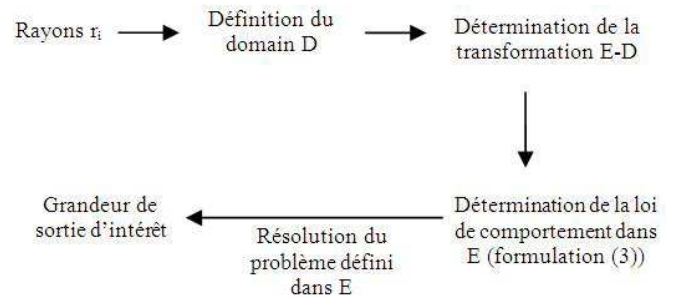 Rayons ri
Définition du
domain D
Détermination de la
transformation E-D
Détermination de la loi
de comportement dans
E (formulation (3))
Résolution du
problème défini
dans E
Grandeur de
sortie d'intérêt